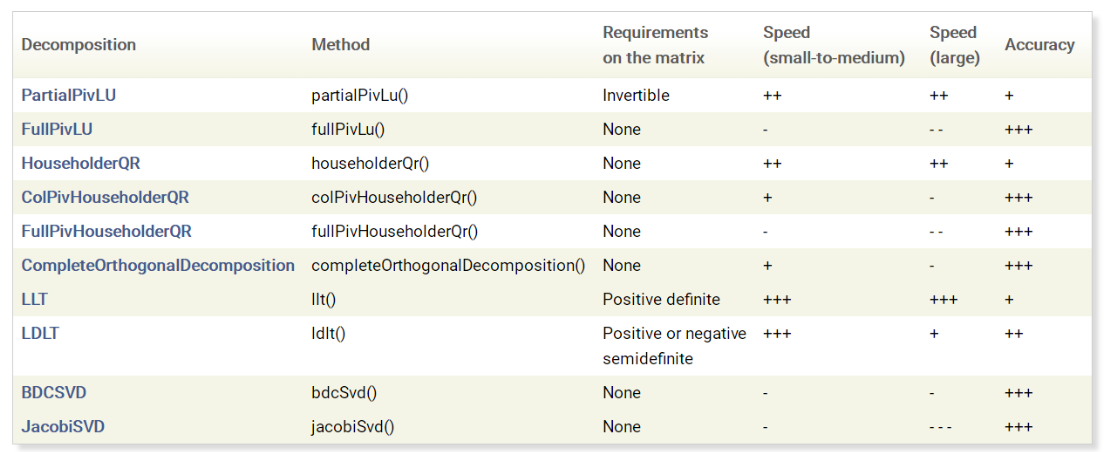 Decomposition Method Requirements on the matrix Speed (small-to-medium) Speed (large) Accuracy
PartialPivLU partialPivLu() Invertible ++ ++ +
FullPivLU fullPivLu() None - - - +++
HouseholderQR householderQr() None ++ ++ +
ColPivHouseholderQR colPivHouseholderQr() None + - +++
FullPivHouseholderQR fullPivHouseholderQr() None - - - +++
CompleteOrthogonalDecomposition completeOrthogonalDecomposition() None + - +++
LLT llt() Positive definite +++ +++ +
LDLT ldlt() Positive or negative semidefinite +++ + ++
BDCSVD bdcSvd() None - - +++
JacobiSVD jacobiSvd() None - - - - +++